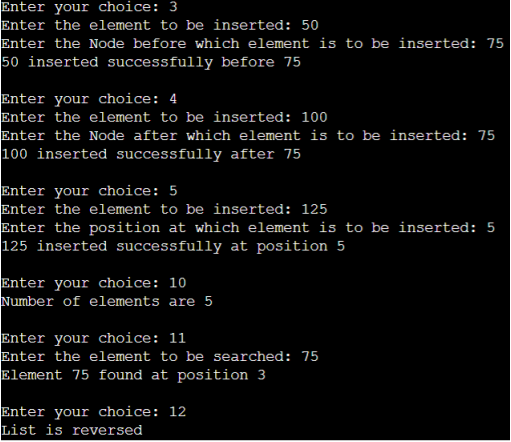 Enter your choice: 3
Enter the element to be inserted: 50
Enter the Node before which element is to be inserted: 75
50 inserted successfully before 75
Enter your choice: 4
Enter the element to be inserted: 100
Enter the Node after which element is to be inserted: 75
100 inserted successfully after 75
Enter your choice: 5
Enter the element to be inserted: 125
Enter the position at which element is to be inserted: 5
125 inserted successfully at position 5
Enter your choice: 10
Number of elements are 5
Enter your choice: 11
Enter the element to be searched: 75
Element 75 found at position 3
Enter your choice: 12
List is reversed